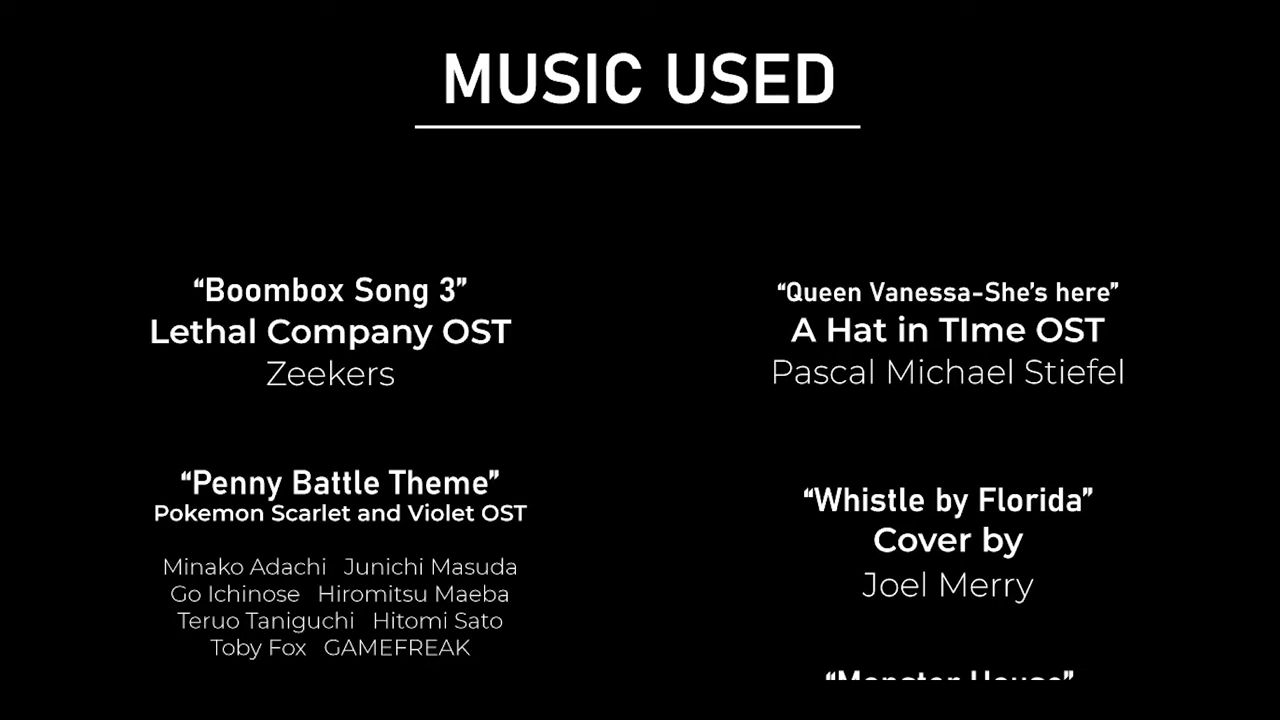 MUSIC USED
“Boombox Song 3”
Lethal Company OST
Zeekers
“Penny Battle Theme”
Pokemon Scarlet and Violet OST
Minako Adachi Junichi Masuda
Go Ichinose Hiromitsu Maeba
Teruo Taniguchi Hitomi Sato
Toby Fox GAMEFREAK
“Queen Vanessa-She’s here”
A Hat in TIme OST
Pascal Michael Stiefel
“Whistle by Florida”
Cover by
Joel Merry
“Monster House”